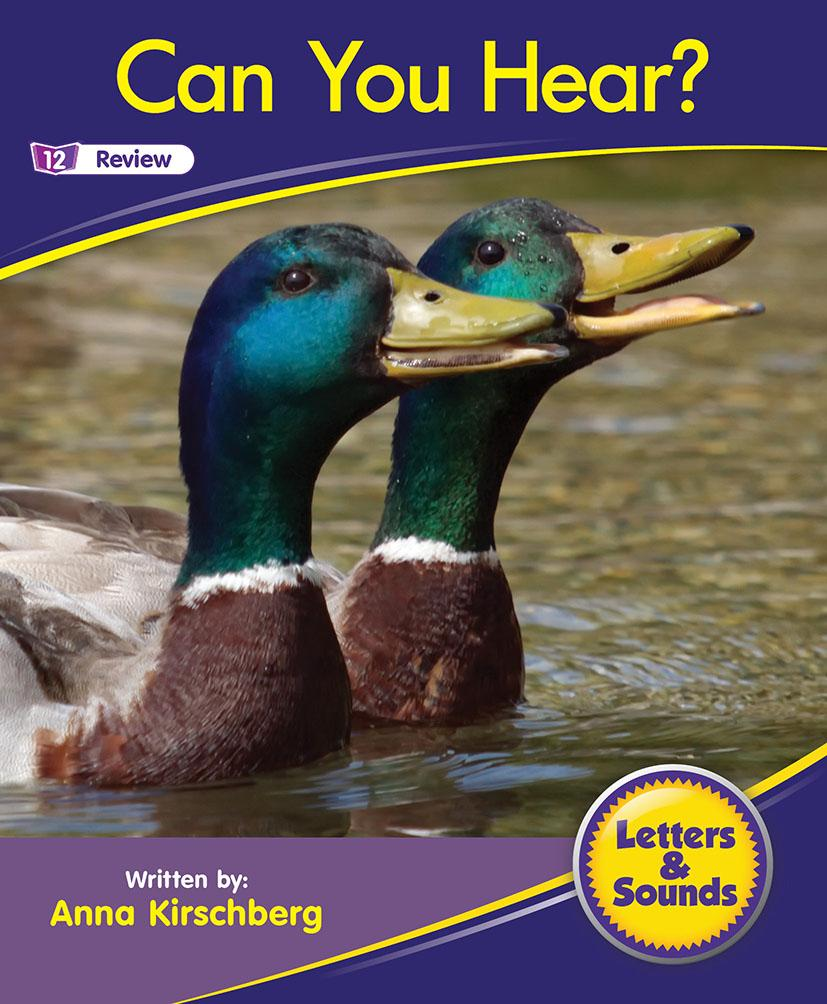 Can You Hear?
12 Review
Written by:
Anna Kirschberg
Letters
&
Sounds